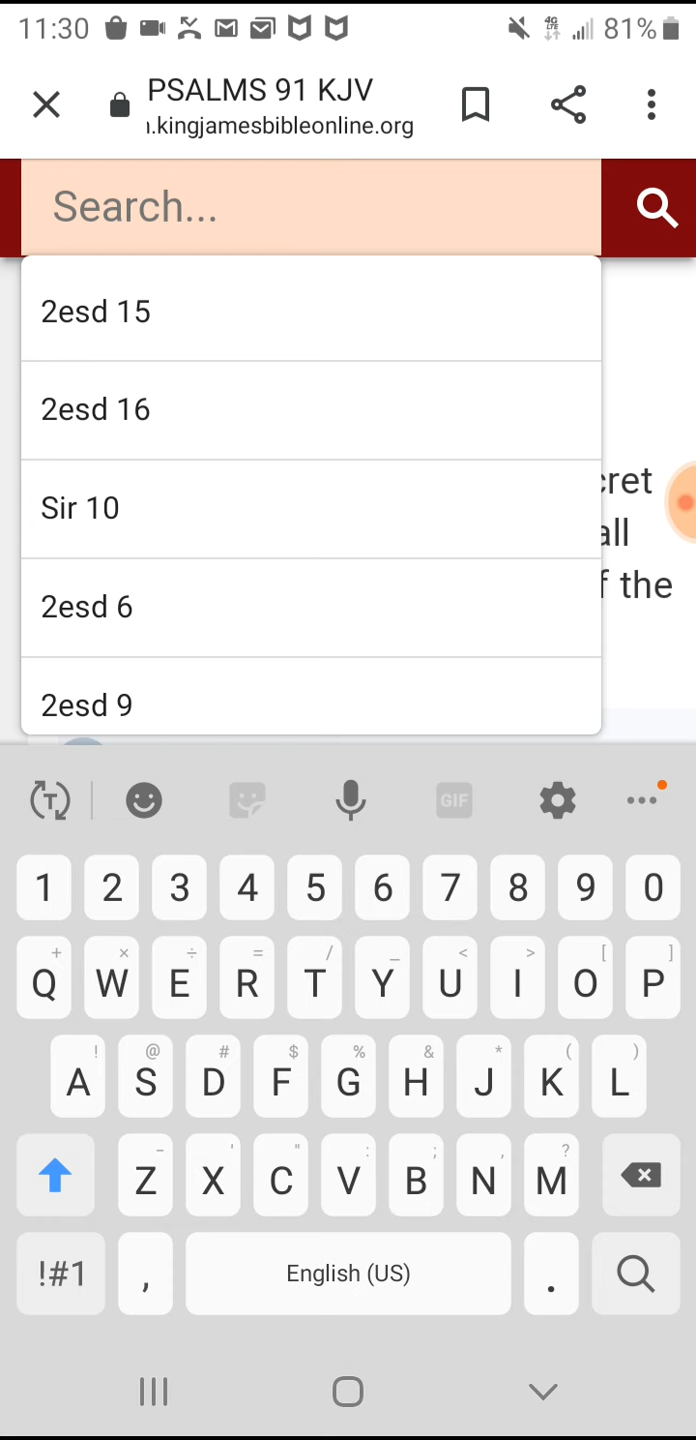 11:30 81%
PSALMS 91 KJV
ı.kingjamesbibleonline.org
Search...
2esd 15
2esd 16
Sir 10
cret
all
2esd 6
f the
2esd 9
T GIF
1 2 3 4 5 6 7 8 9 0
+ × ÷ = / _ < > [ ]
Q W E R T Y U I O P
! @ # $ % & * ( )
A S D F G H J K L
- ' " : ; , ?
Z X C V B N M
!#1 , English (US) .